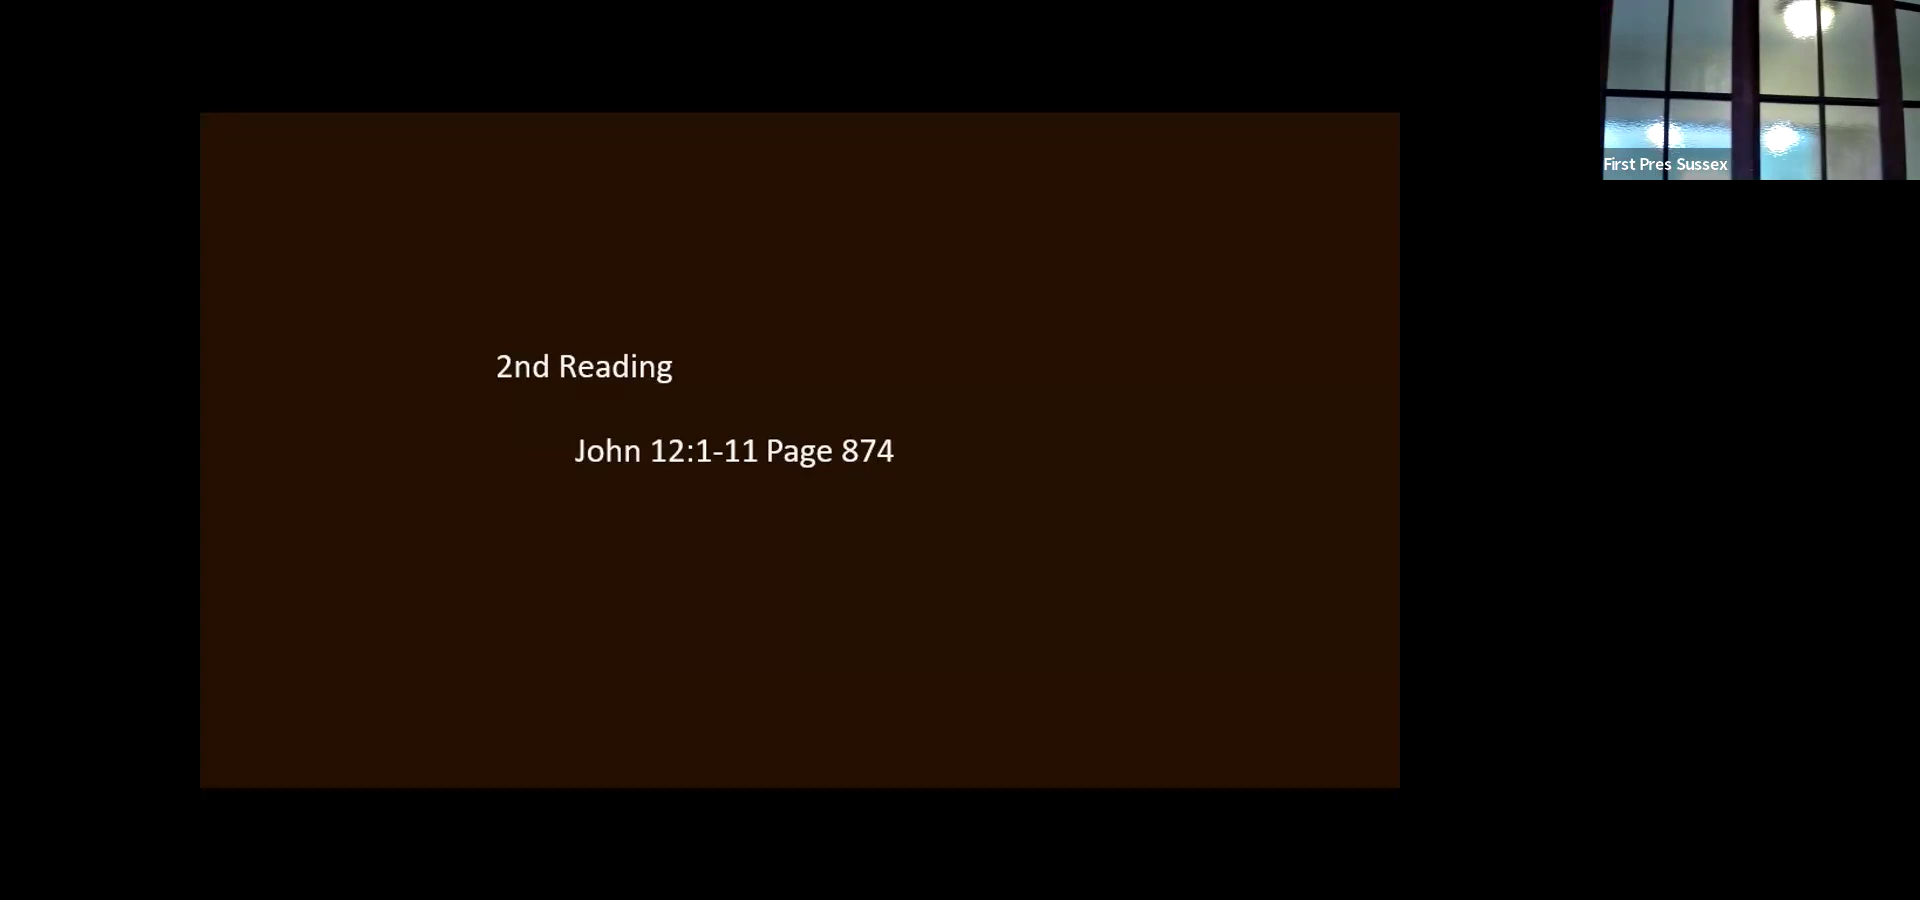 2nd Reading
John 12:1-11 Page 874
First Pres Sussex